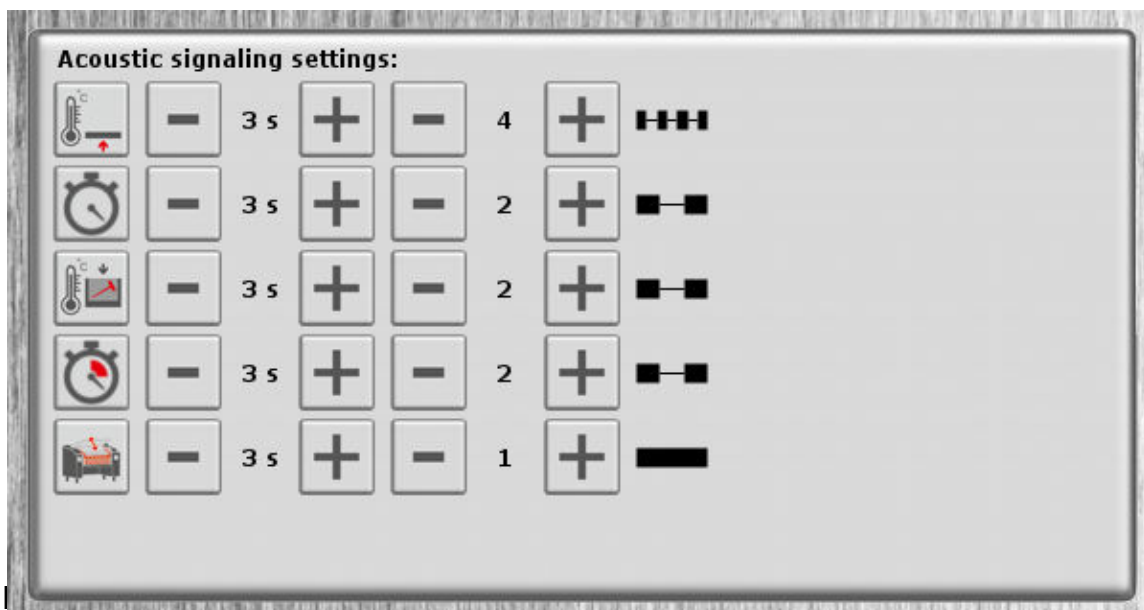 Acoustic signaling settings:
°C - 3 s + - 4 +
- 3 s + - 2 +
°C - 3 s + - 2 +
- 3 s + - 2 +
- 3 s + - 1 +